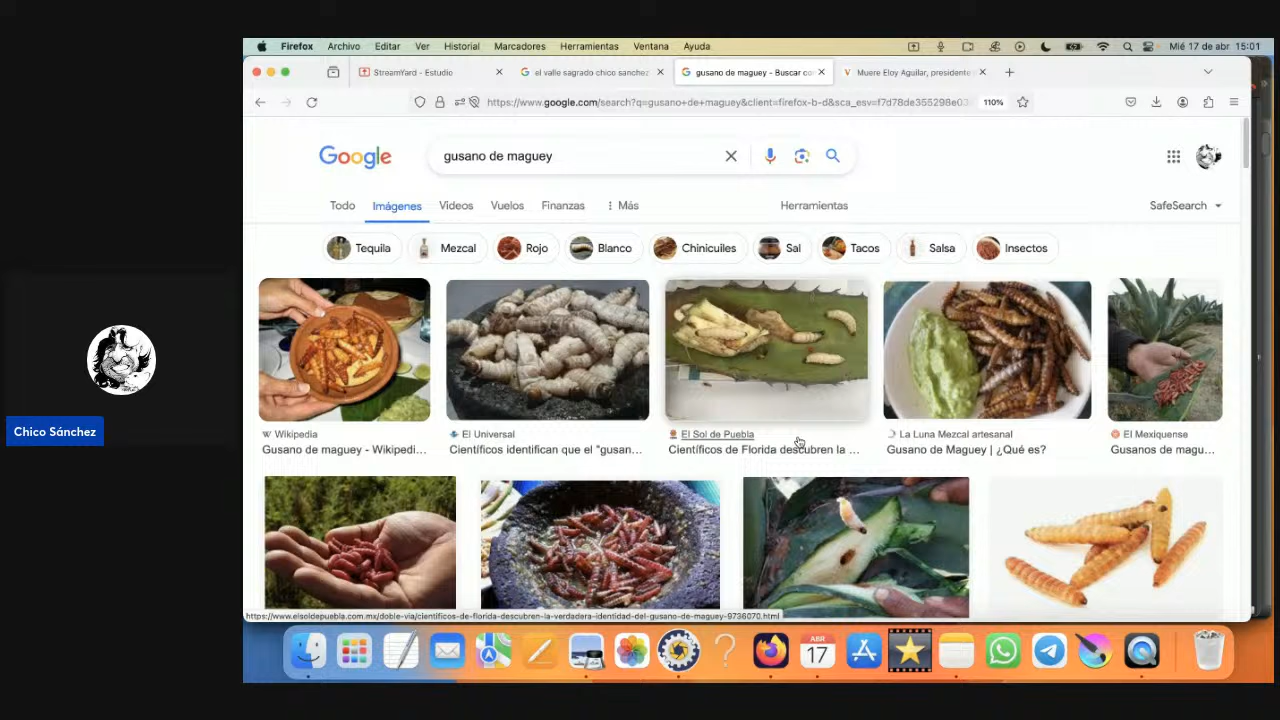 Firefox Archivo Editar Ver Historial Marcadores Herramientas Ventana Ayuda Mié 17 de abr 15:01
StreamYard - Estudio
el valle sagrado chico sanchez
gusano de maguey - Buscar co
Muere Eloy Aguilar, presidente
https://www.google.com/search?q=gusano+de+maguey&client=firefox-b-d&sca_esv=f7d78de355298e03
110%
Google
gusano de maguey
Todo Imágenes Videos Vuelos Finanzas Más Herramientas SafeSearch
Tequila Mezcal Rojo Blanco Chinicuiles Sal Tacos Salsa Insectos
Wikipedia
Gusano de maguey - Wikipedi...
El Universal
Científicos identifican que el "gusan...
El Sol de Puebla
Científicos de Florida descubren la ...
La Luna Mezcal artesanal
Gusano de Maguey | ¿Qué es?
El Mexiquense
Gusanos de magu...
Chico Sánchez
https://www.elsoldepuebla.com.mx/doble-via/cientificos-de-florida-descubren-la-verdadera-identidad-del-gusano-de-maguey-9736070.html
ABR
17